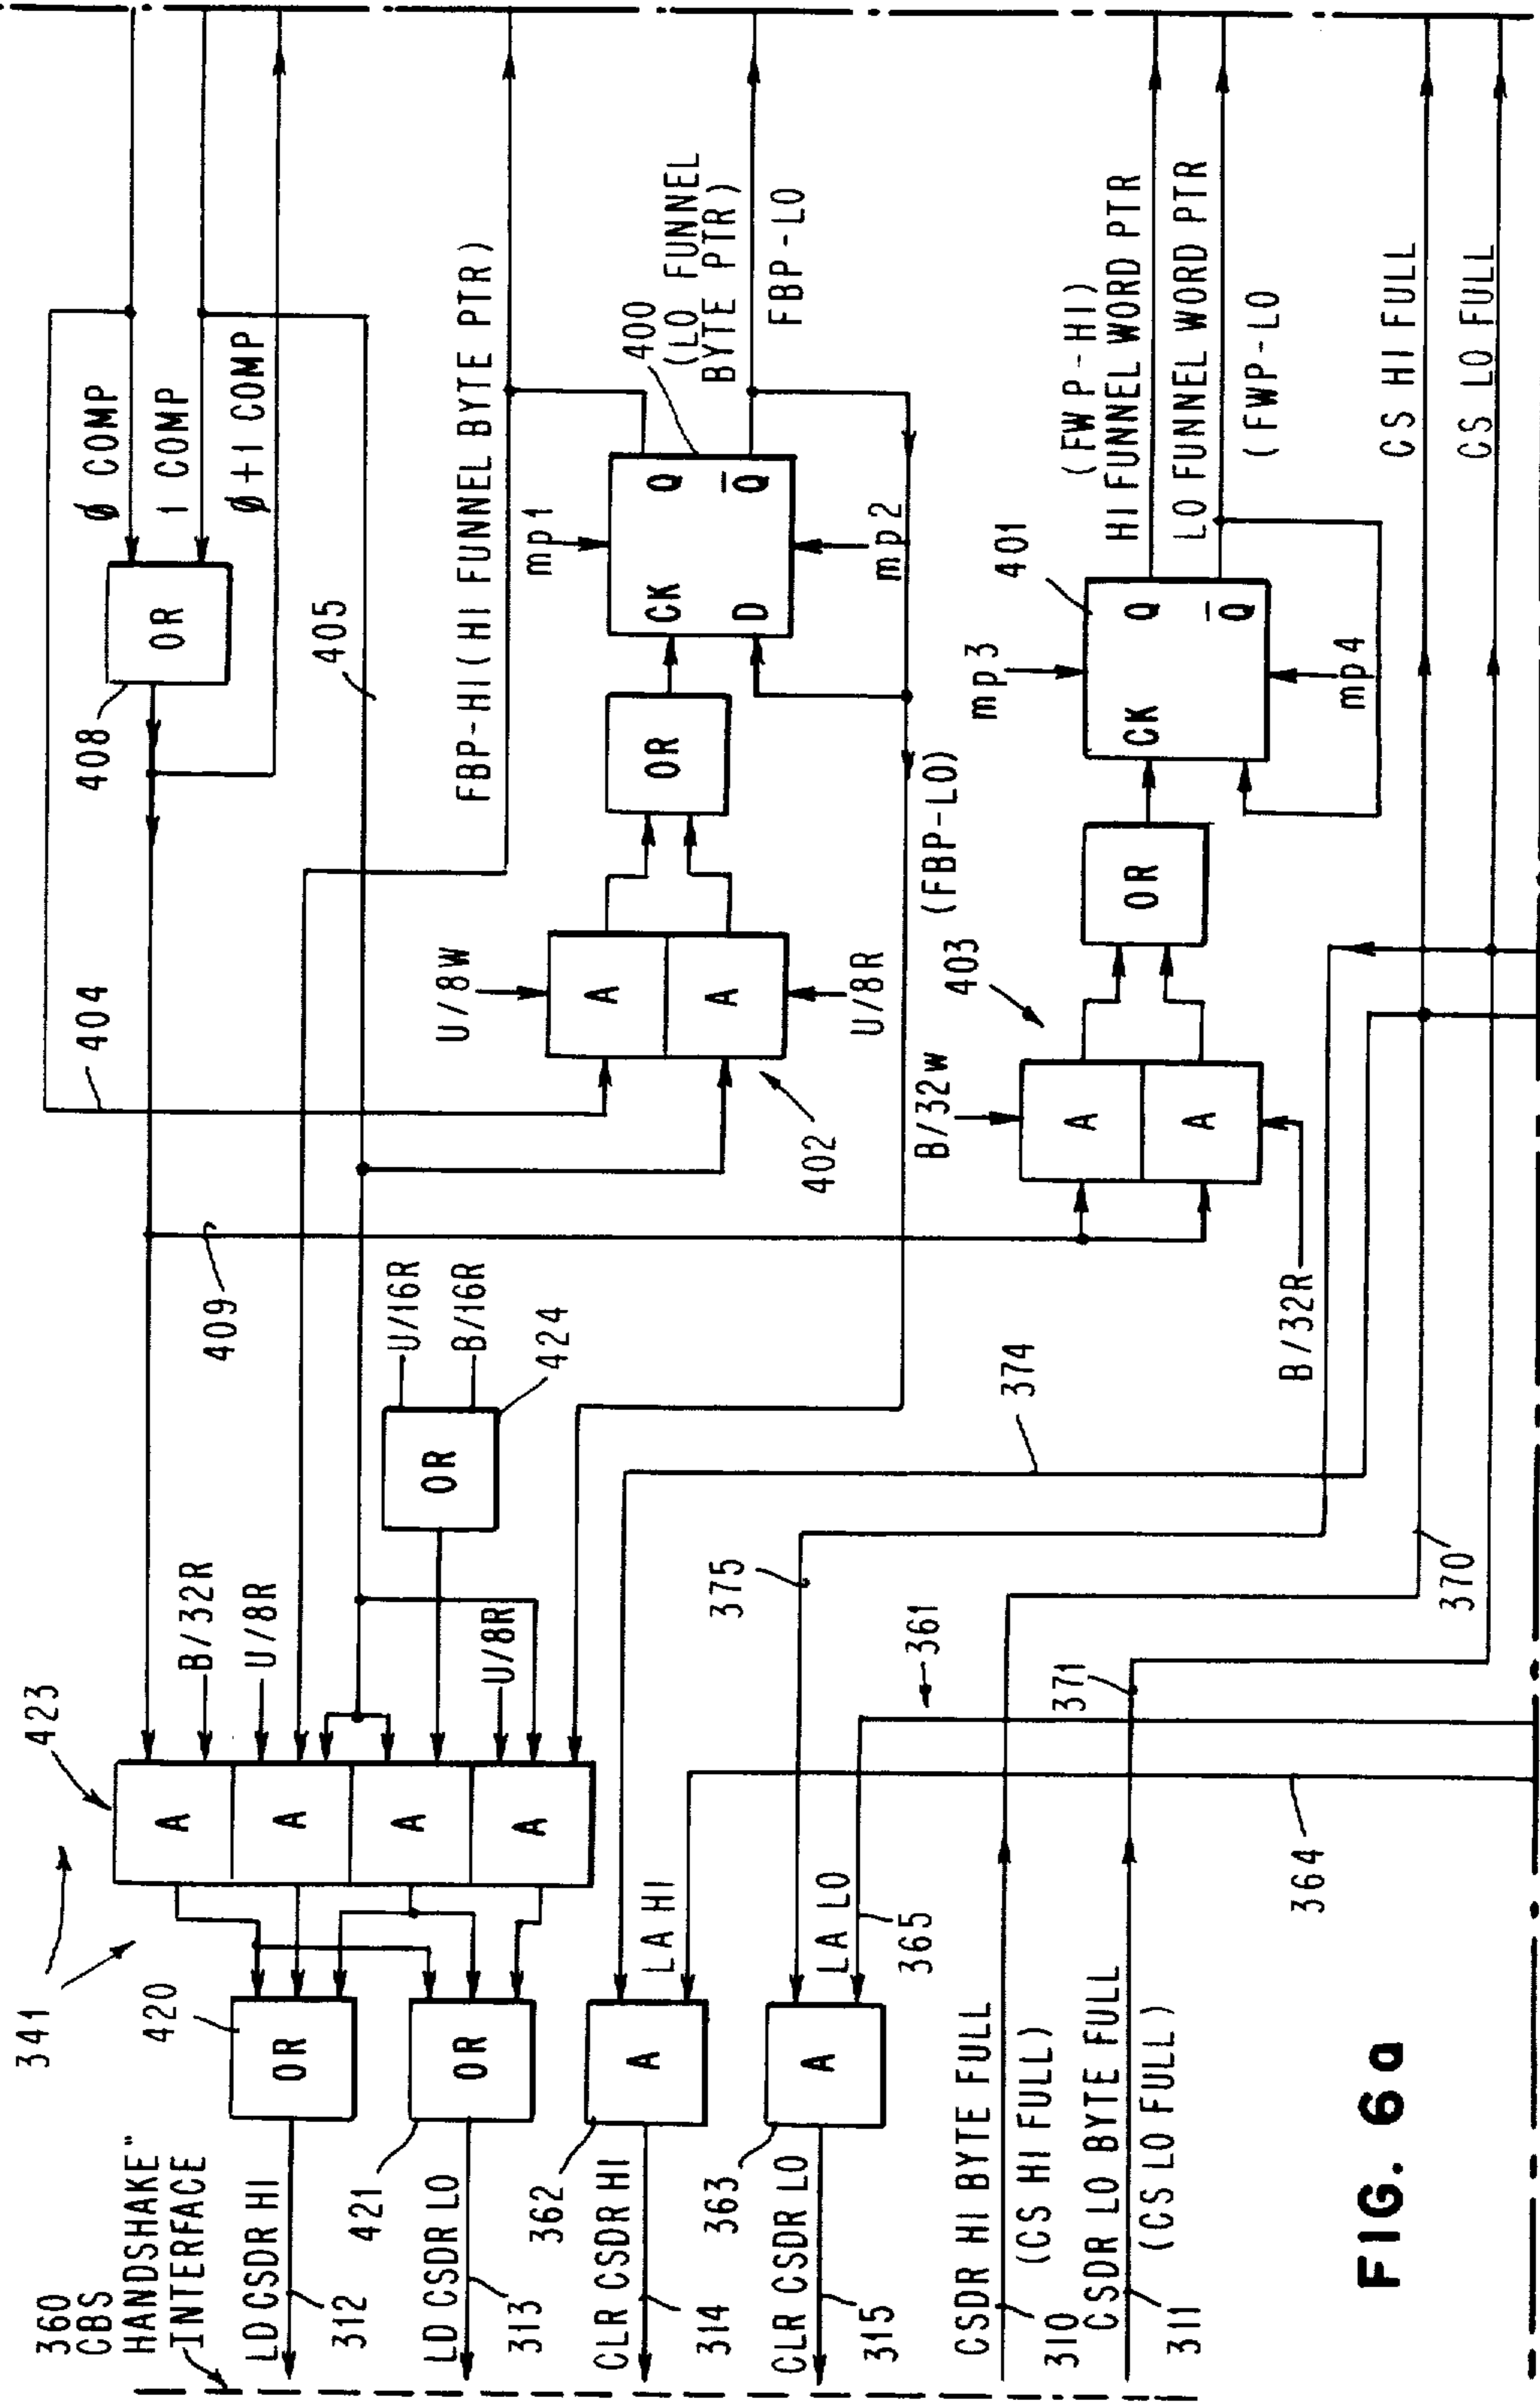 360
CBS
HANDSHAKE"
INTERFACE
LD CSDR HI
312
LD CSDR LO
313
CLR CSDR HI
314
CLR CSDR LO
315
CSDR HI BYTE FULL
310
(CS HI FULL)
CSDR LO BYTE FULL
311
(CS LO FULL)
FIG. 6a
341
420
OR
421
OR
362
A
363
A
LA HI
LA LO
365
364
361
371
370
375
374
423
A
A
A
A
B/32R
U/8R
U/8R
OR
424
U/16R
B/16R
409
404
405
408
OR
Ø COMP
1 COMP
Ø+1 COMP
FBP-HI(HI FUNNEL BYTE PTR)
U/8W
A
A
U/8R
402
OR
mp1
CK
Q
D
Q̅
mp2
400
(LO FUNNEL
BYTE PTR)
FBP-LO
(FBP-LO)
403
B/32w
A
A
B/32R
OR
mp3
401
CK
Q
Q̅
mp4
(FWP-HI)
HI FUNNEL WORD PTR
LO FUNNEL WORD PTR
(FWP-LO
CS HI FULL
CS LO FULL